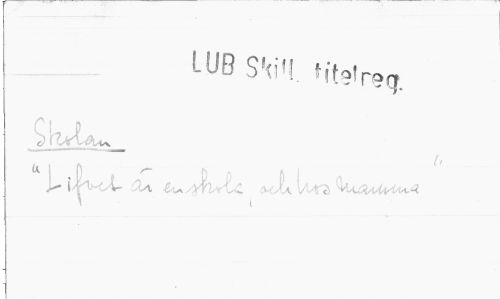 LUB Skill. titelreg.
Skolan
"Lifvet är en skola, och hos mamma"